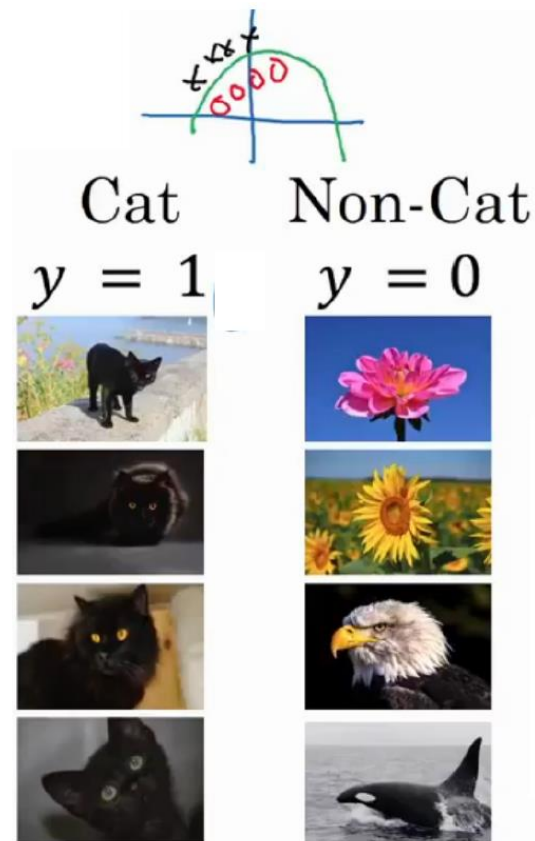 x x x x
o o o o
Cat Non-Cat
y = 1 y = 0